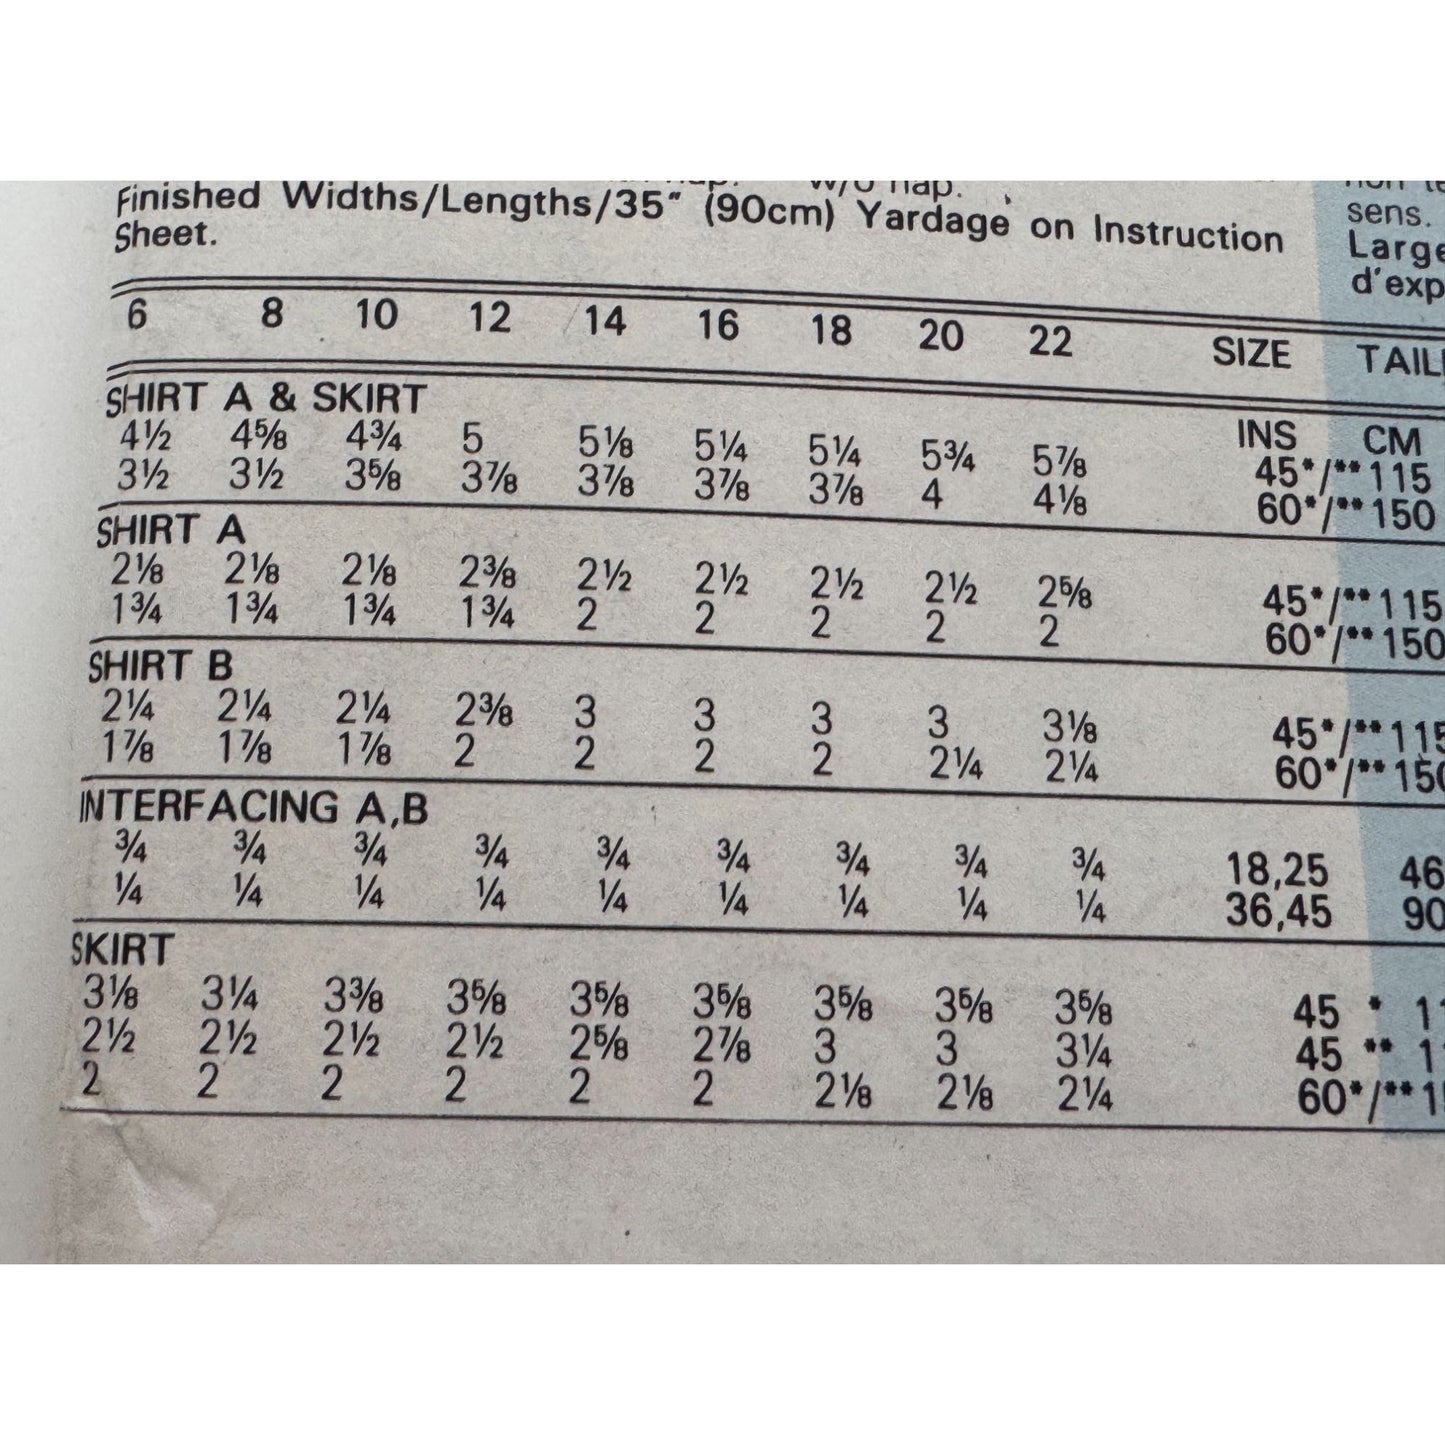 w/o nap.
Finished Widths/Lengths/35" (90cm) Yardage on Instruction
Sheet.
sens.
6 8 10 12 14 16 18 20 22 SIZE
SHIRT A & SKIRT INS CM
4½ 4⅝ 4¾ 5 5⅛ 5¼ 5¼ 5¾ 5⅞ 45*/**115
3½ 3½ 3⅝ 3⅞ 3⅞ 3⅞ 3⅞ 4 4⅛ 60*/**150
SHIRT A
2⅛ 2⅛ 2⅛ 2⅜ 2½ 2½ 2½ 2½ 2⅝ 45*/**115
1¾ 1¾ 1¾ 1¾ 2 2 2 2 2 60*/**150
SHIRT B
2¼ 2¼ 2¼ 2⅜ 3 3 3 3 3⅛ 45*/**115
1⅞ 1⅞ 1⅞ 2 2 2 2 2¼ 2¼ 60*/**150
INTERFACING A,B
¾ ¾ ¾ ¾ ¾ ¾ ¾ ¾ ¾ 18,25 46
¼ ¼ ¼ ¼ ¼ ¼ ¼ ¼ ¼ 36,45 90
SKIRT
3⅛ 3¼ 3⅜ 3⅝ 3⅝ 3⅝ 3⅝ 3⅝ 3⅝ 45 *
2½ 2½ 2½ 2½ 2⅝ 2⅞ 3 3 3¼ 45 **
2 2 2 2 2 2 2⅛ 2⅛ 2¼ 60*/**